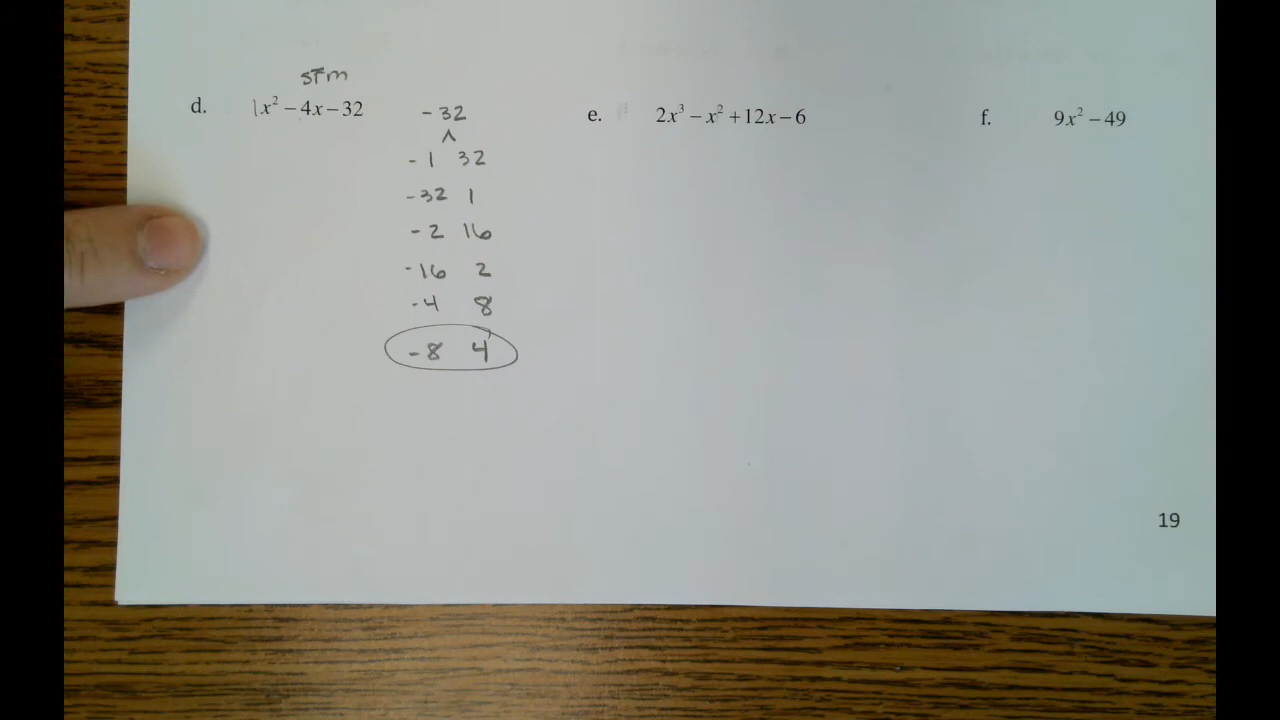 STM
d. 1x² − 4x − 32
-32
^
-1 32
-32 1
-2 16
-16 2
-4 8
-8 4
e. 2x³ − x² + 12x − 6
f. 9x² − 49
19